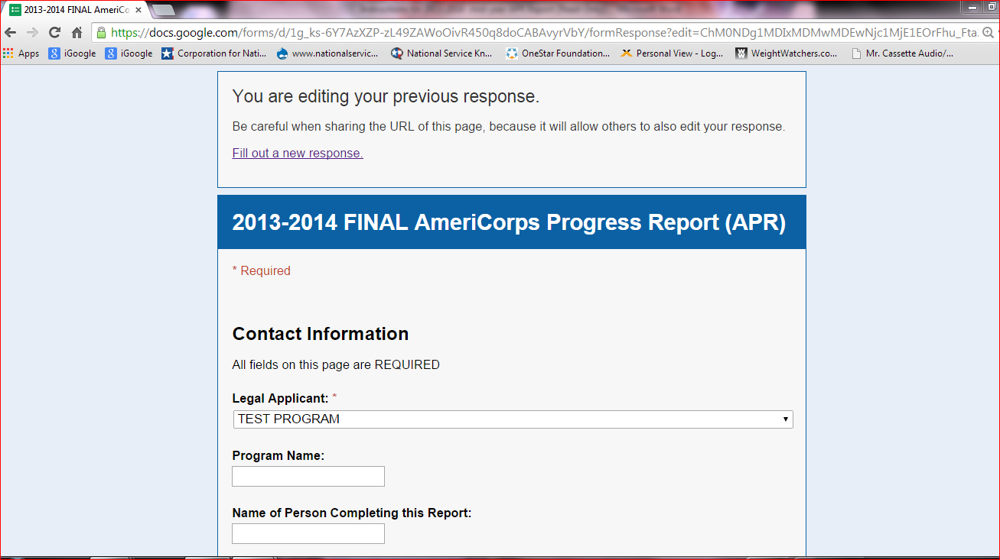 2013-2014 FINAL AmeriCo
https://docs.google.com/forms/d/1g_ks-6Y7AzXZP-zL49ZAWoOivR450q8doCABAvyrVbY/formResponse?edit=ChM0NDg1MDIxMDMwMDEwNjc1MjE1EOrFhu_Fta
Apps iGoogle iGoogle Corporation for Nati... www.nationalservic... National Service Kn... OneStar Foundation... Personal View - Log... WeightWatchers.co... Mr. Cassette Audio/...
You are editing your previous response.
Be careful when sharing the URL of this page, because it will allow others to also edit your response.
Fill out a new response.
2013-2014 FINAL AmeriCorps Progress Report (APR)
* Required
Contact Information
All fields on this page are REQUIRED
Legal Applicant: *
TEST PROGRAM
Program Name:
Name of Person Completing this Report: